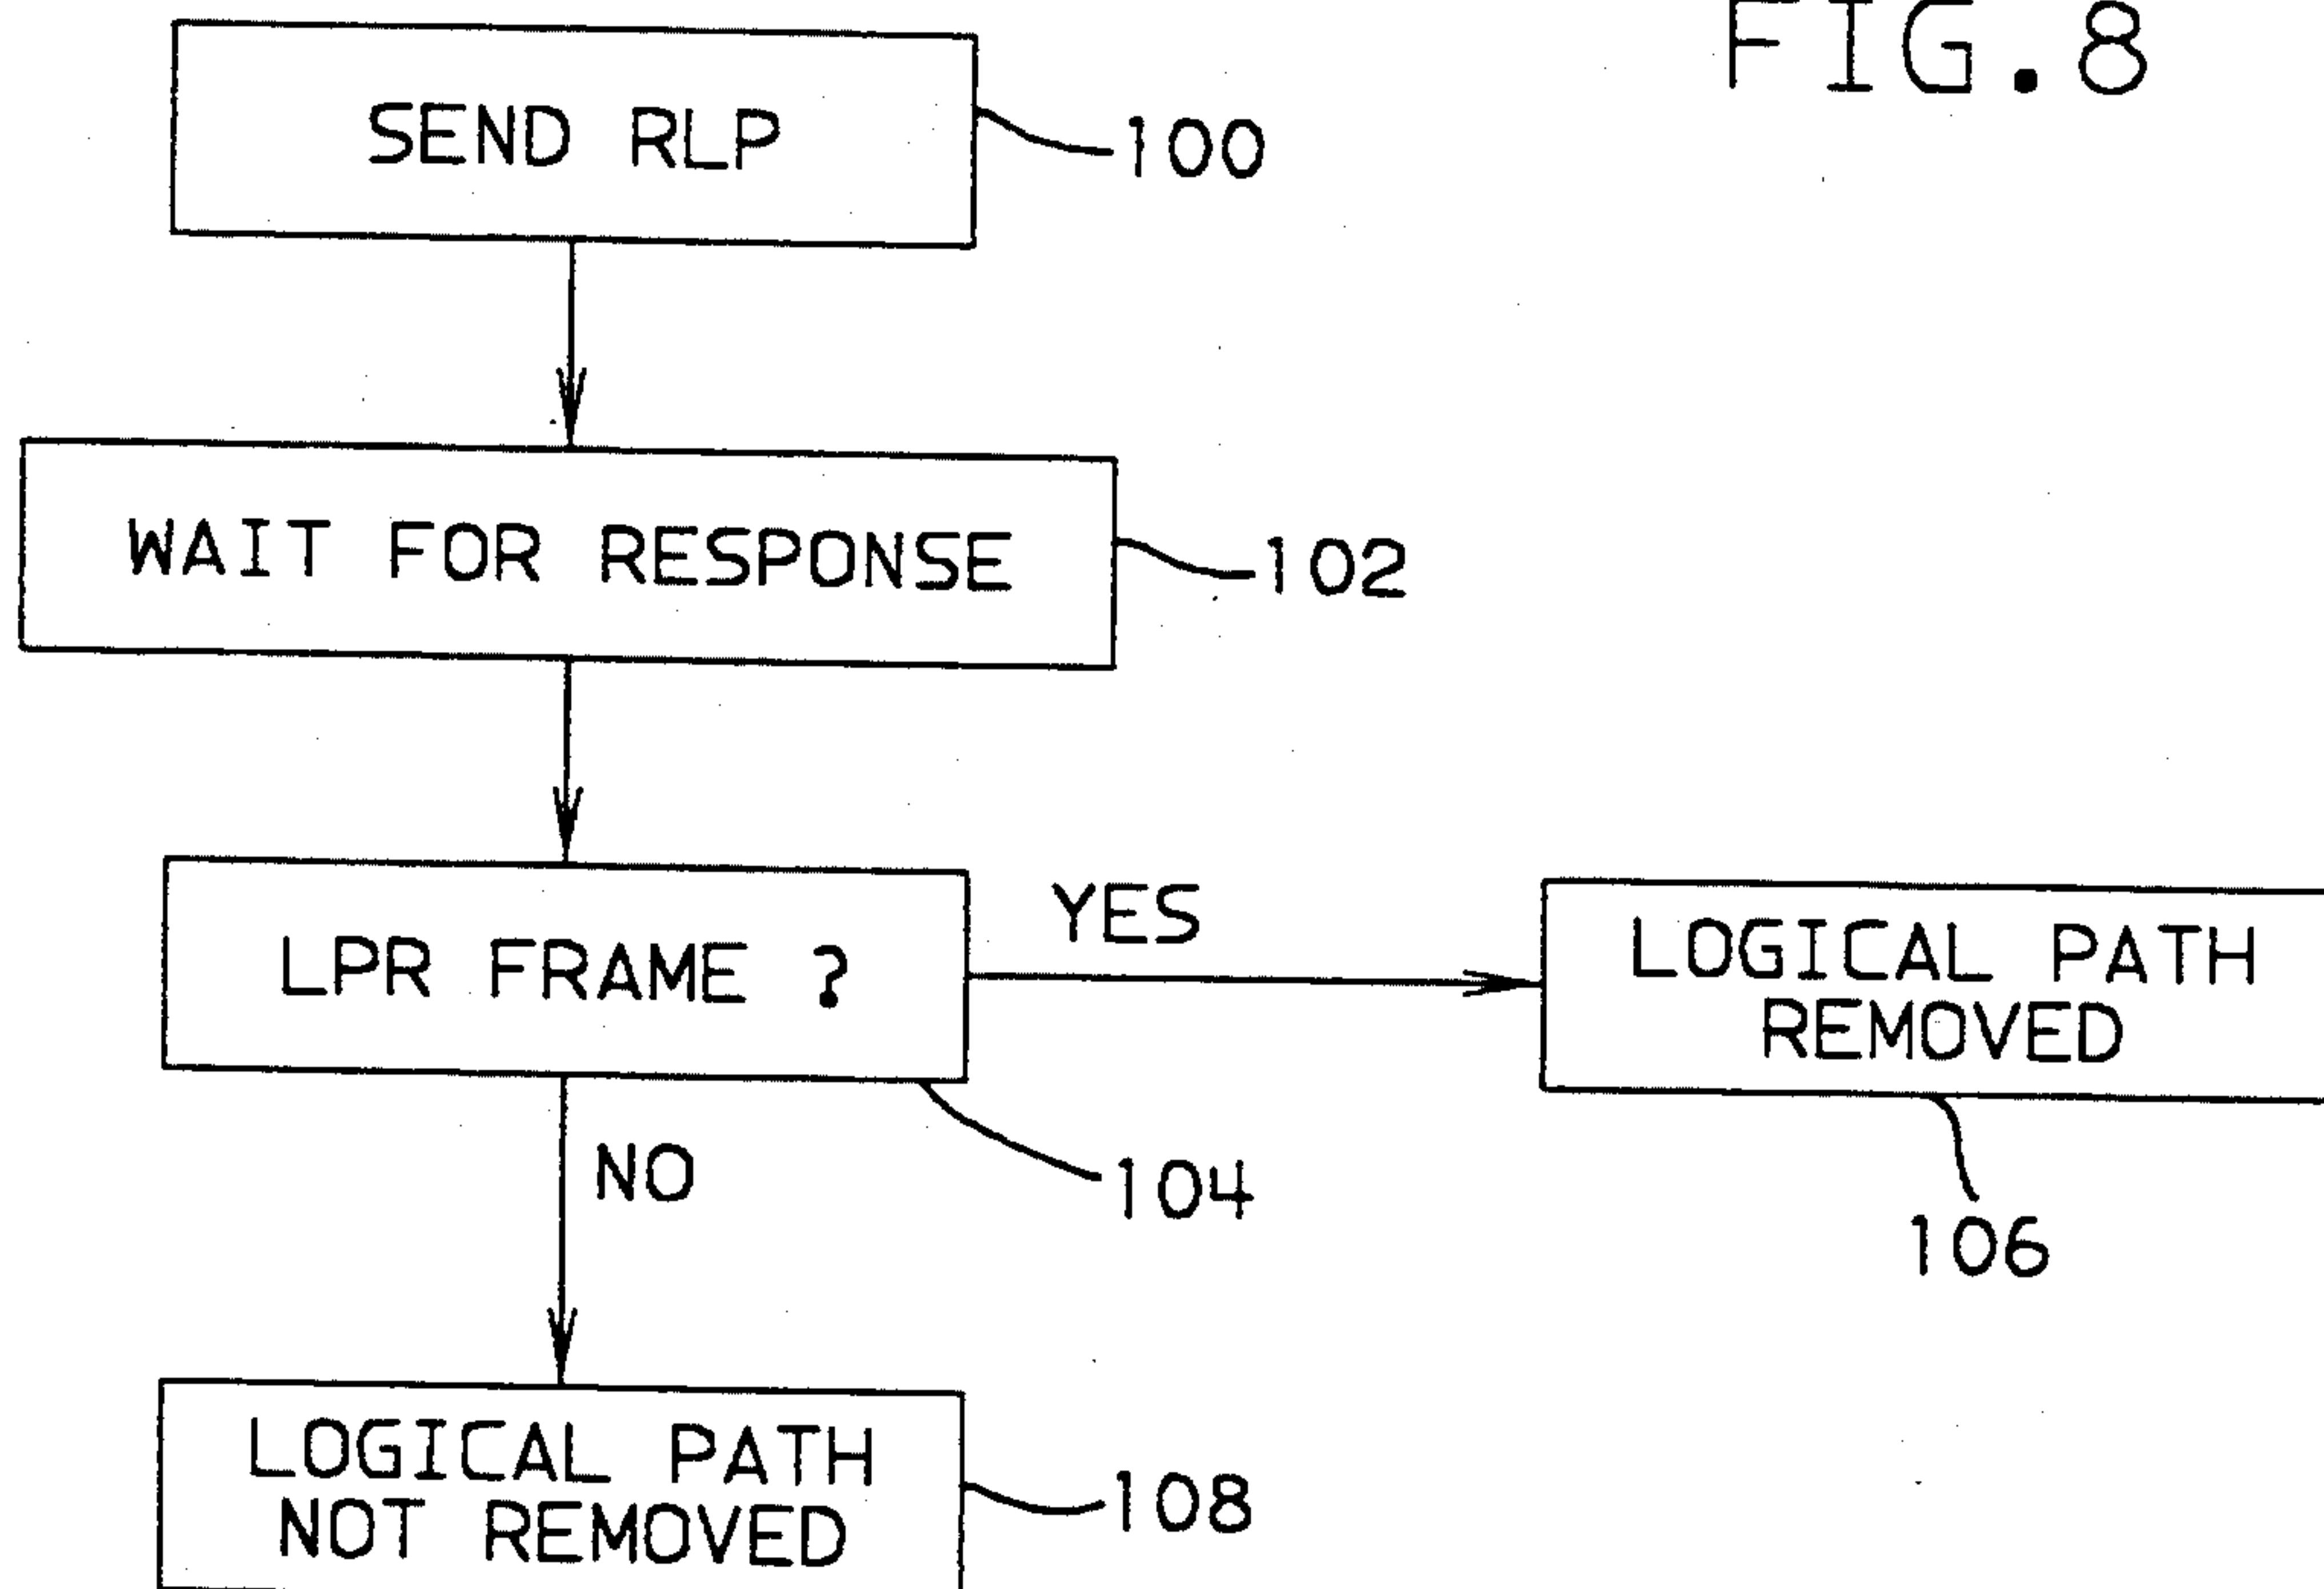 FIG.8
SEND RLP
100
WAIT FOR RESPONSE
102
LPR FRAME ?
YES
LOGICAL PATH
REMOVED
NO
104
106
LOGICAL PATH
NOT REMOVED
108